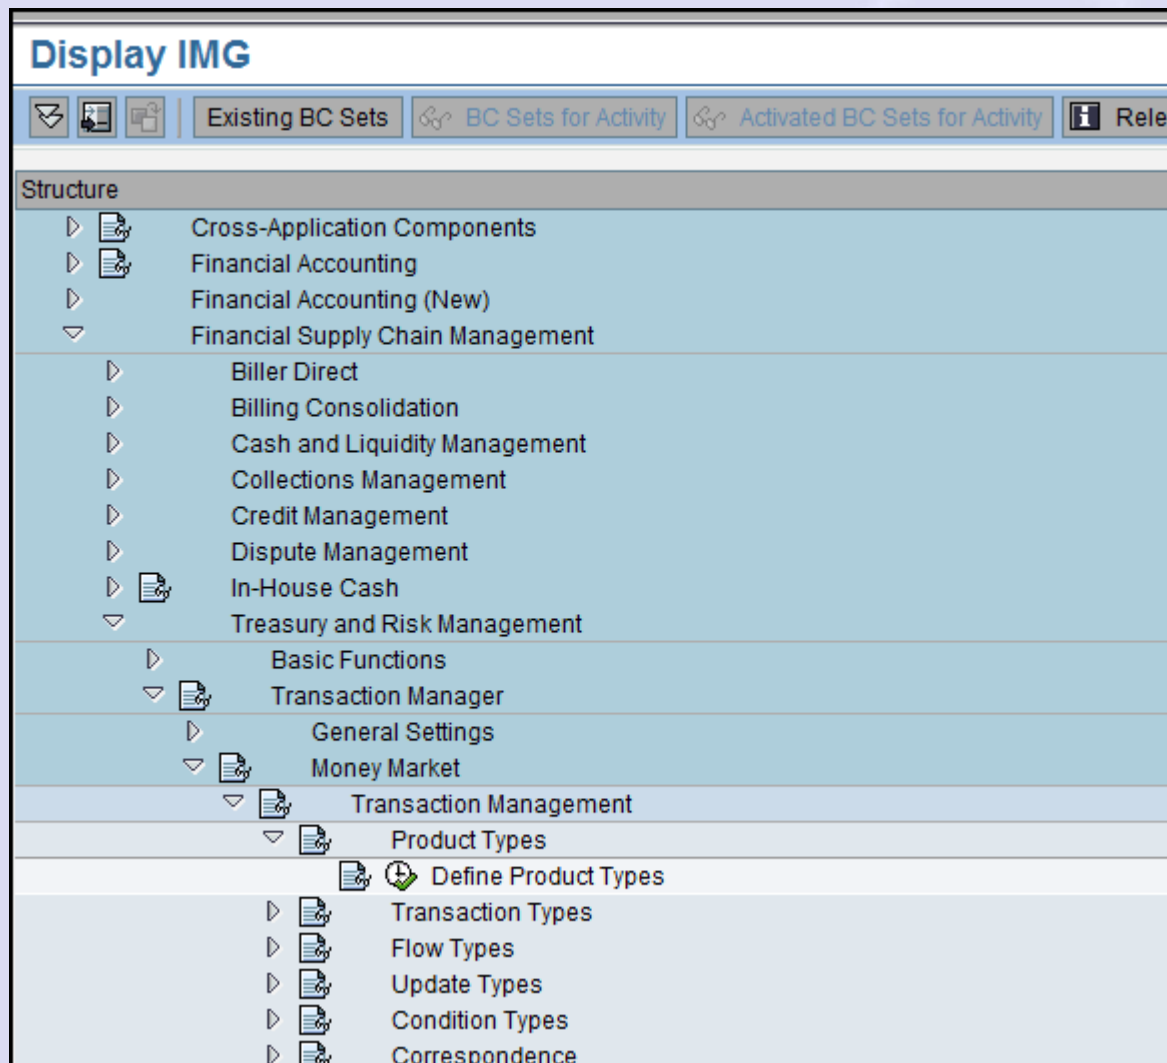 Display IMG
Existing BC Sets BC Sets for Activity Activated BC Sets for Activity Rele
Structure
Cross-Application Components
Financial Accounting
Financial Accounting (New)
Financial Supply Chain Management
Biller Direct
Billing Consolidation
Cash and Liquidity Management
Collections Management
Credit Management
Dispute Management
In-House Cash
Treasury and Risk Management
Basic Functions
Transaction Manager
General Settings
Money Market
Transaction Management
Product Types
Define Product Types
Transaction Types
Flow Types
Update Types
Condition Types
Correspondence